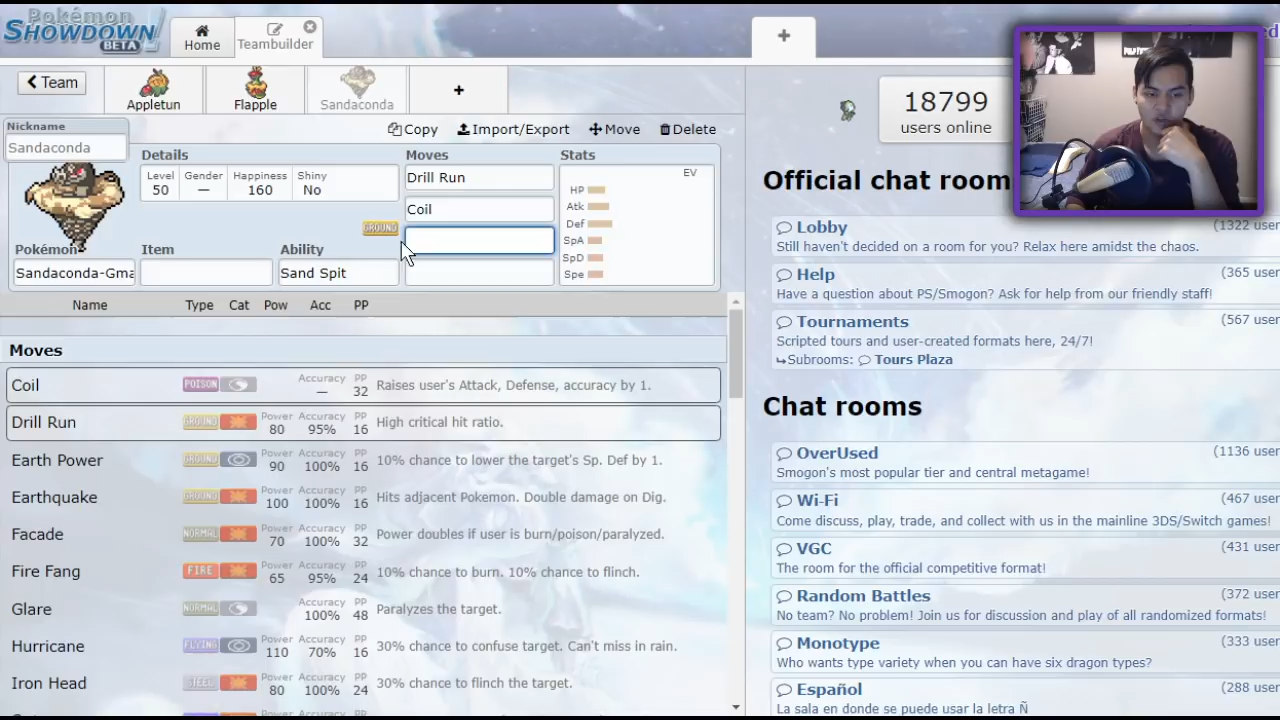 Pokémon
SHOWDOWN!
BETA
Home
Teambuilder
+
Team
Appletun
Flapple
Sandaconda
+
18799
users online
Copy
Import/Export
Move
Delete
Nickname
Sandaconda
Details
Level
50
Gender
—
Happiness
160
Shiny
No
Moves
Drill Run
Coil
Stats
EV
HP
Atk
Def
SpA
SpD
Spe
GROUND
Pokémon
Sandaconda-Gma
Item
Ability
Sand Spit
Name Type Cat Pow Acc PP
Moves
Coil POISON Accuracy — PP 32 Raises user's Attack, Defense, accuracy by 1.
Drill Run GROUND Power 80 Accuracy 95% PP 16 High critical hit ratio.
Earth Power GROUND Power 90 Accuracy 100% PP 16 10% chance to lower the target's Sp. Def by 1.
Earthquake GROUND Power 100 Accuracy 100% PP 16 Hits adjacent Pokemon. Double damage on Dig.
Facade NORMAL Power 70 Accuracy 100% PP 32 Power doubles if user is burn/poison/paralyzed.
Fire Fang FIRE Power 65 Accuracy 95% PP 24 10% chance to burn. 10% chance to flinch.
Glare NORMAL Accuracy 100% PP 48 Paralyzes the target.
Hurricane FLYING Power 110 Accuracy 70% PP 16 30% chance to confuse target. Can't miss in rain.
Iron Head STEEL Power 80 Accuracy 100% PP 24 30% chance to flinch the target.
Official chat room
Lobby (1322 user
Still haven't decided on a room for you? Relax here amidst the chaos.
Help (365 user
Have a question about PS/Smogon? Ask for help from our friendly staff!
Tournaments (567 user
Scripted tours and user-created formats here, 24/7!
Subrooms: Tours Plaza
Chat rooms
OverUsed (1136 user
Smogon's most popular tier and central metagame!
Wi-Fi (467 user
Come discuss, play, trade, and collect with us in the mainline 3DS/Switch games!
VGC (431 user
The room for the official competitive format!
Random Battles (372 user
No team? No problem! Join us for discussion and play of all randomized formats!
Monotype (333 user
Who wants type variety when you can have six dragon types?
Español (288 user
La sala en donde se puede usar la letra Ñ